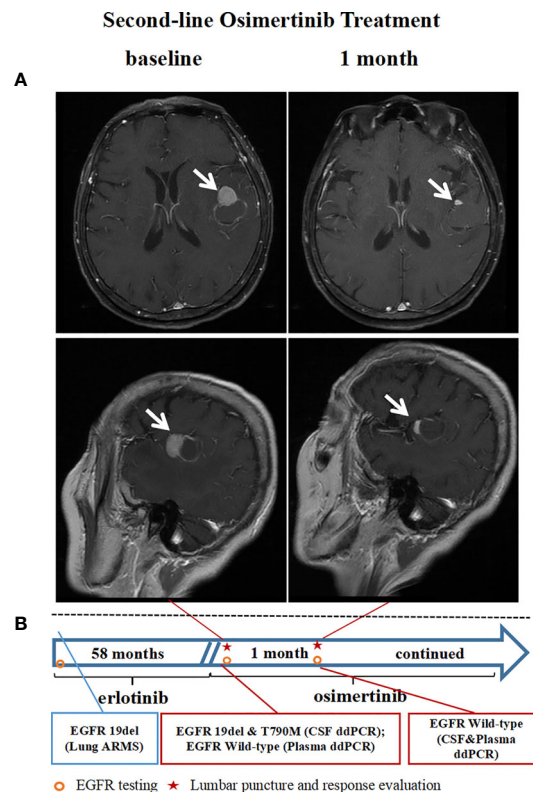 Second-line Osimertinib Treatment
baseline
1 month
A
B
58 months
1 month
continued
erlotinib
osimertinib
EGFR 19del
(Lung ARMS)
EGFR 19del & T790M (CSF ddPCR);
EGFR Wild-type (Plasma ddPCR)
EGFR Wild-type
(CSF&Plasma
ddPCR)
EGFR testing
Lumbar puncture and response evaluation